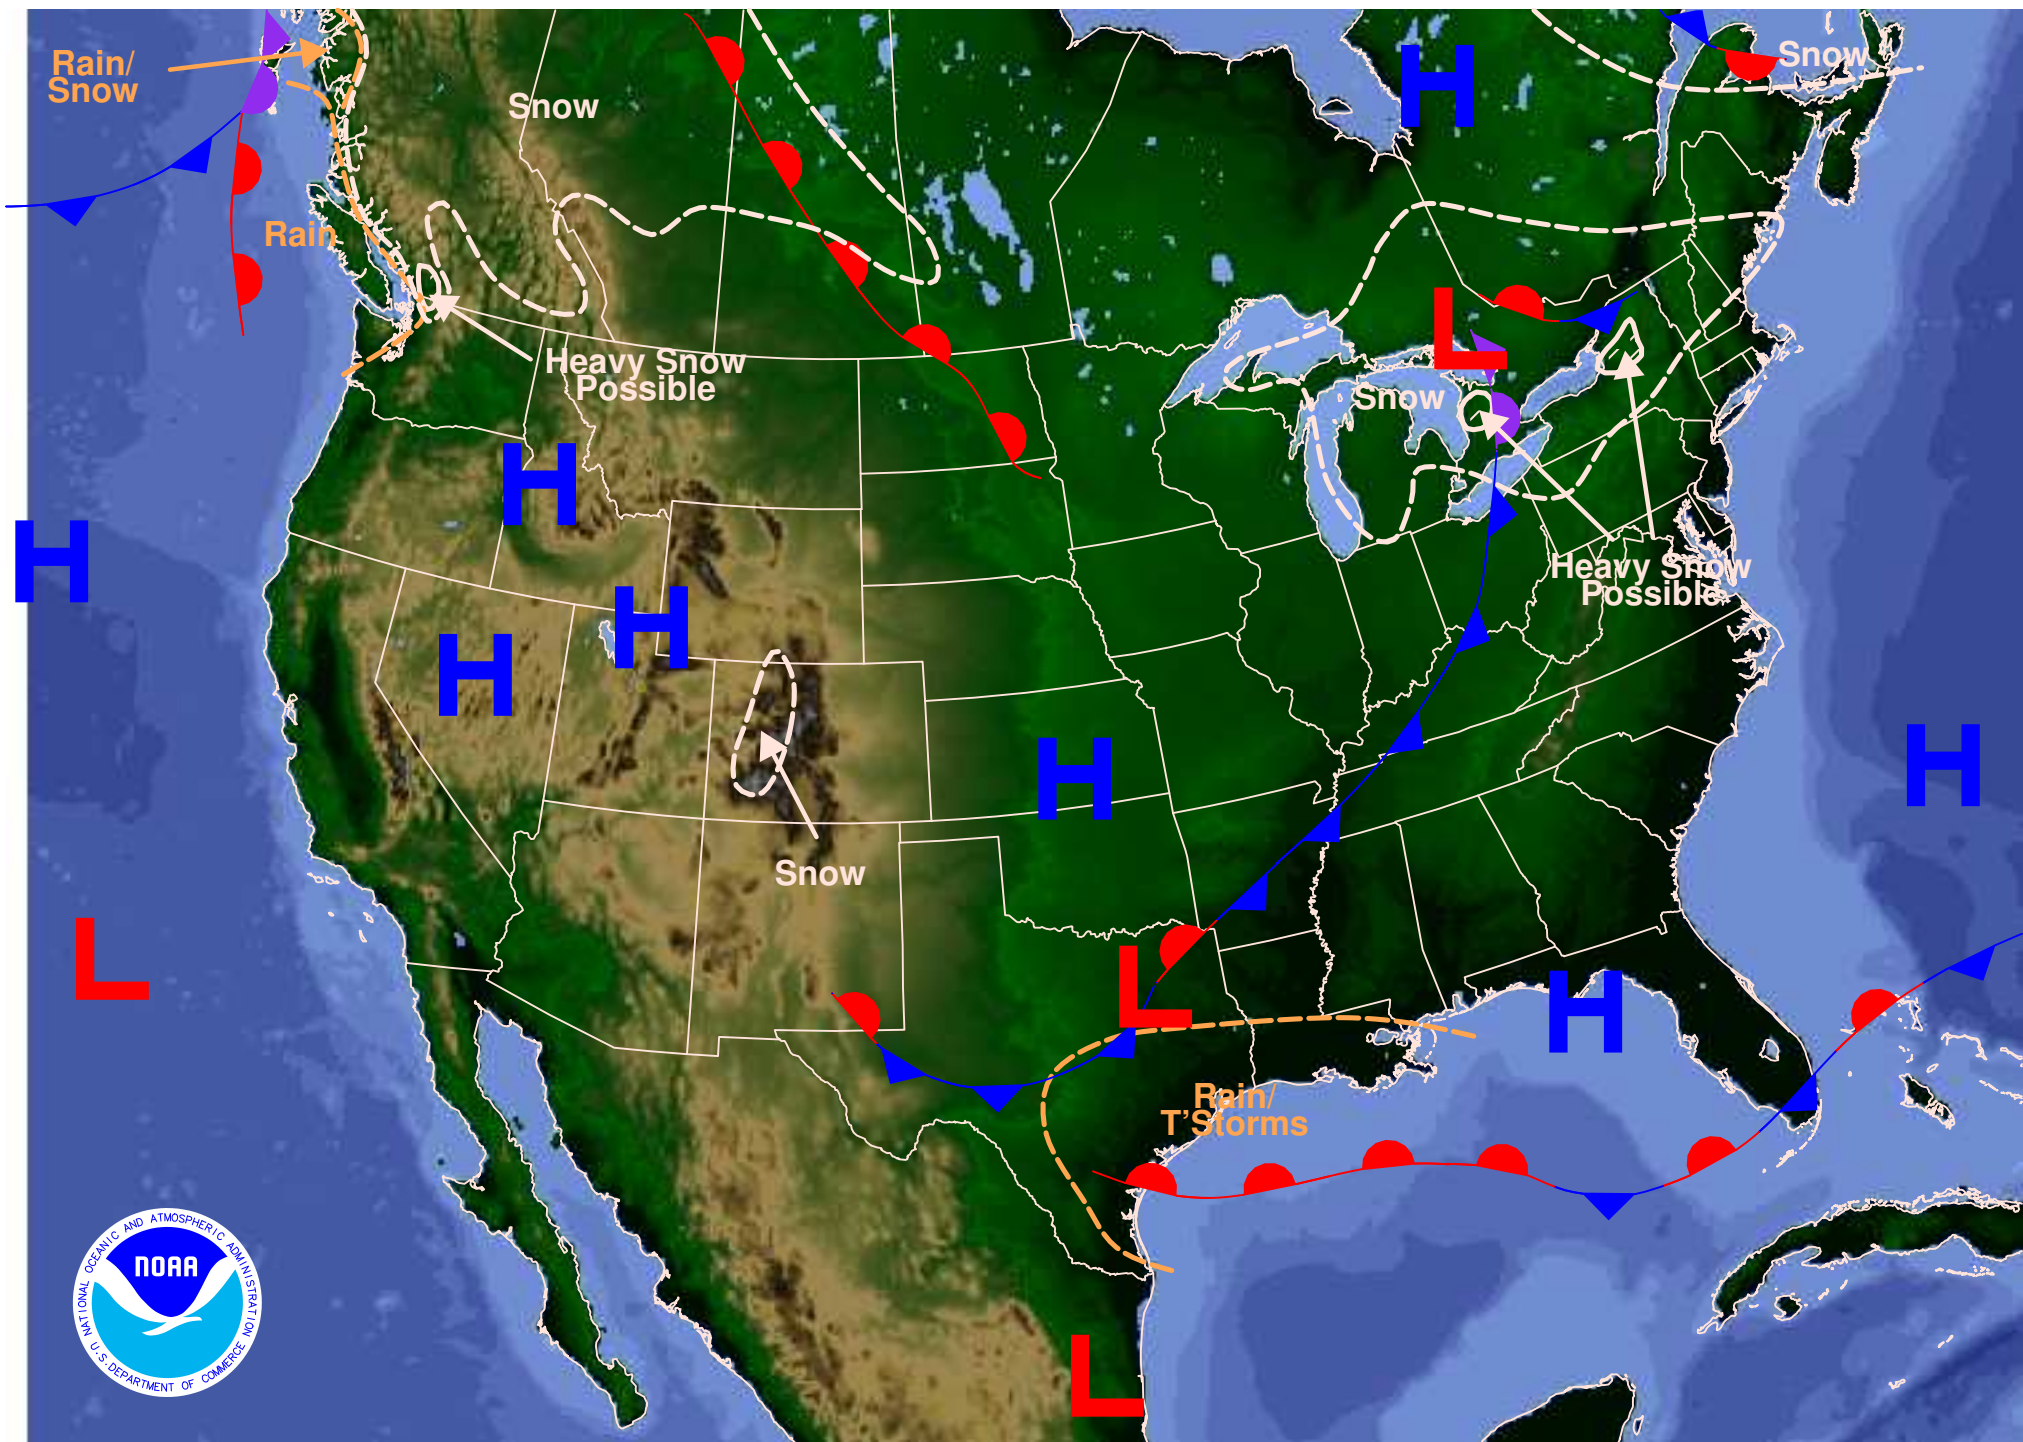 Rain/
Snow
Snow
H
Snow
Rain
L
Heavy Snow
Possible
Snow
H
H
H
H
H
Heavy Snow
Possible
H
H
Snow
L
L
H
Rain/
T'Storms
L
NOAA
NATIONAL OCEANIC AND ATMOSPHERIC ADMINISTRATION
U.S. DEPARTMENT OF COMMERCE